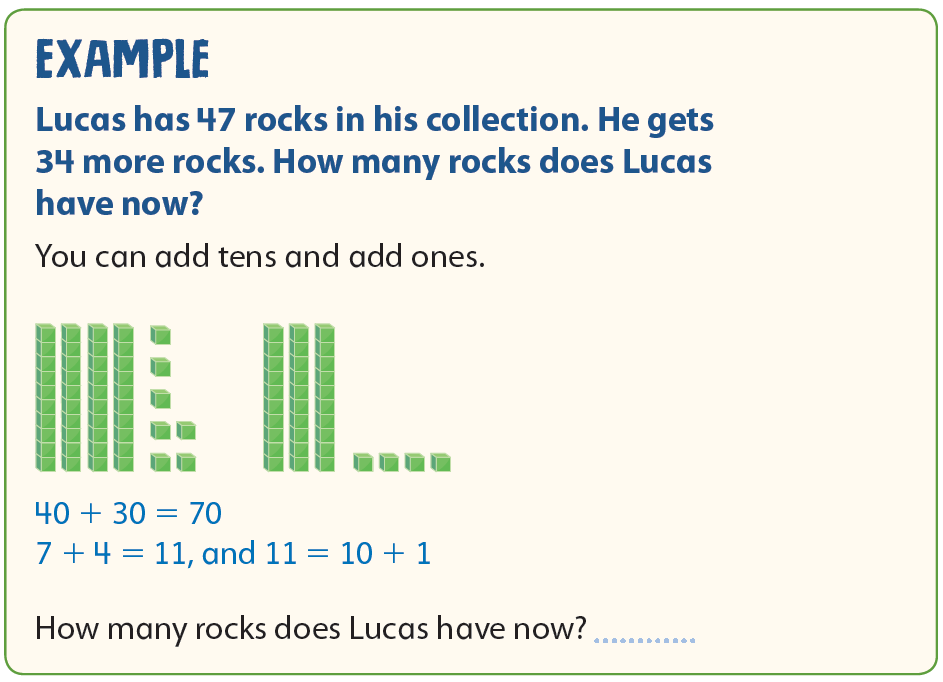 EXAMPLE
Lucas has 47 rocks in his collection. He gets
34 more rocks. How many rocks does Lucas
have now?
You can add tens and add ones.
40 + 30 = 70
7 + 4 = 11, and 11 = 10 + 1
How many rocks does Lucas have now? ............